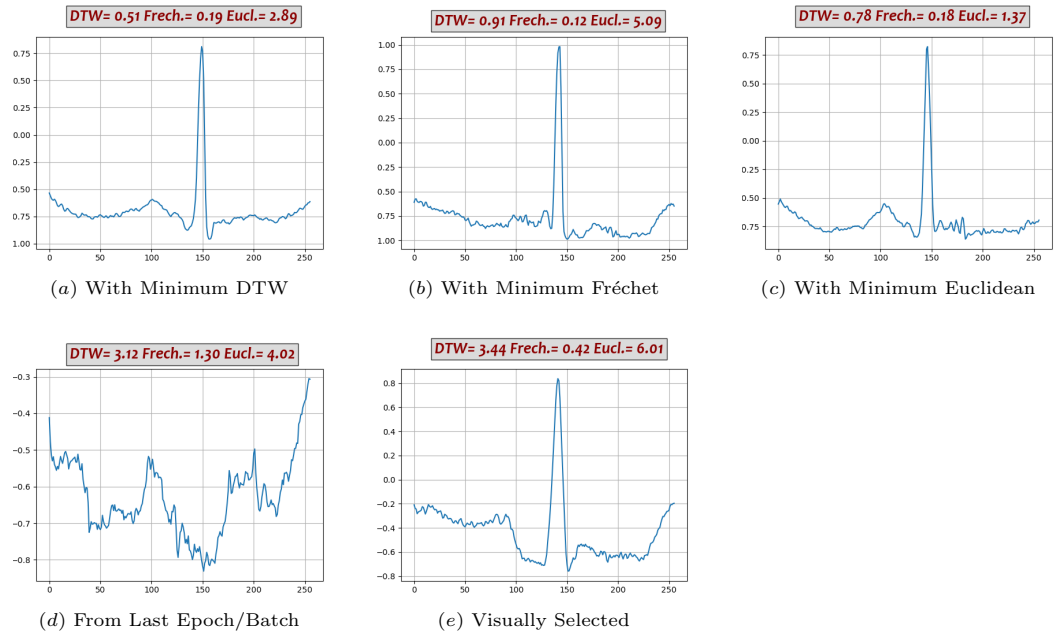 DTW= 0.51 Frech.= 0.19 Eucl.= 2.89
0.75
0.50
0.25
0.00
0.25
0.50
0.75
1.00
0 50 100 150 200 250
(a) With Minimum DTW
DTW= 0.91 Frech.= 0.12 Eucl.= 5.09
1.00
0.75
0.50
0.25
0.00
0.25
0.50
0.75
1.00
0 50 100 150 200 250
(b) With Minimum Fréchet
DTW= 0.78 Frech.= 0.18 Eucl.= 1.37
0.75
0.50
0.25
0.00
0.25
0.50
0.75
0 50 100 150 200 250
(c) With Minimum Euclidean
DTW= 3.12 Frech.= 1.30 Eucl.= 4.02
−0.3
−0.4
−0.5
−0.6
−0.7
−0.8
0 50 100 150 200 250
(d) From Last Epoch/Batch
DTW= 3.44 Frech.= 0.42 Eucl.= 6.01
0.8
0.6
0.4
0.2
0.0
−0.2
−0.4
−0.6
−0.8
0 50 100 150 200 250
(e) Visually Selected